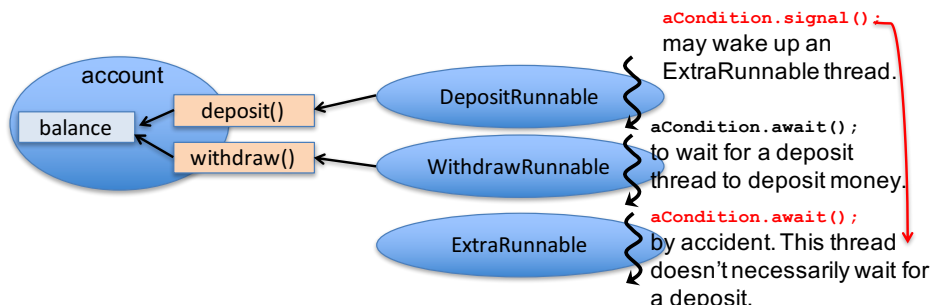 aCondition.signal();
may wake up an
ExtraRunnable thread.
account
deposit()
DepositRunnable
balance
withdraw()
WithdrawRunnable
aCondition.await();
to wait for a deposit
thread to deposit money.
ExtraRunnable
aCondition.await();
by accident. This thread
doesn't necessarily wait for
a deposit.